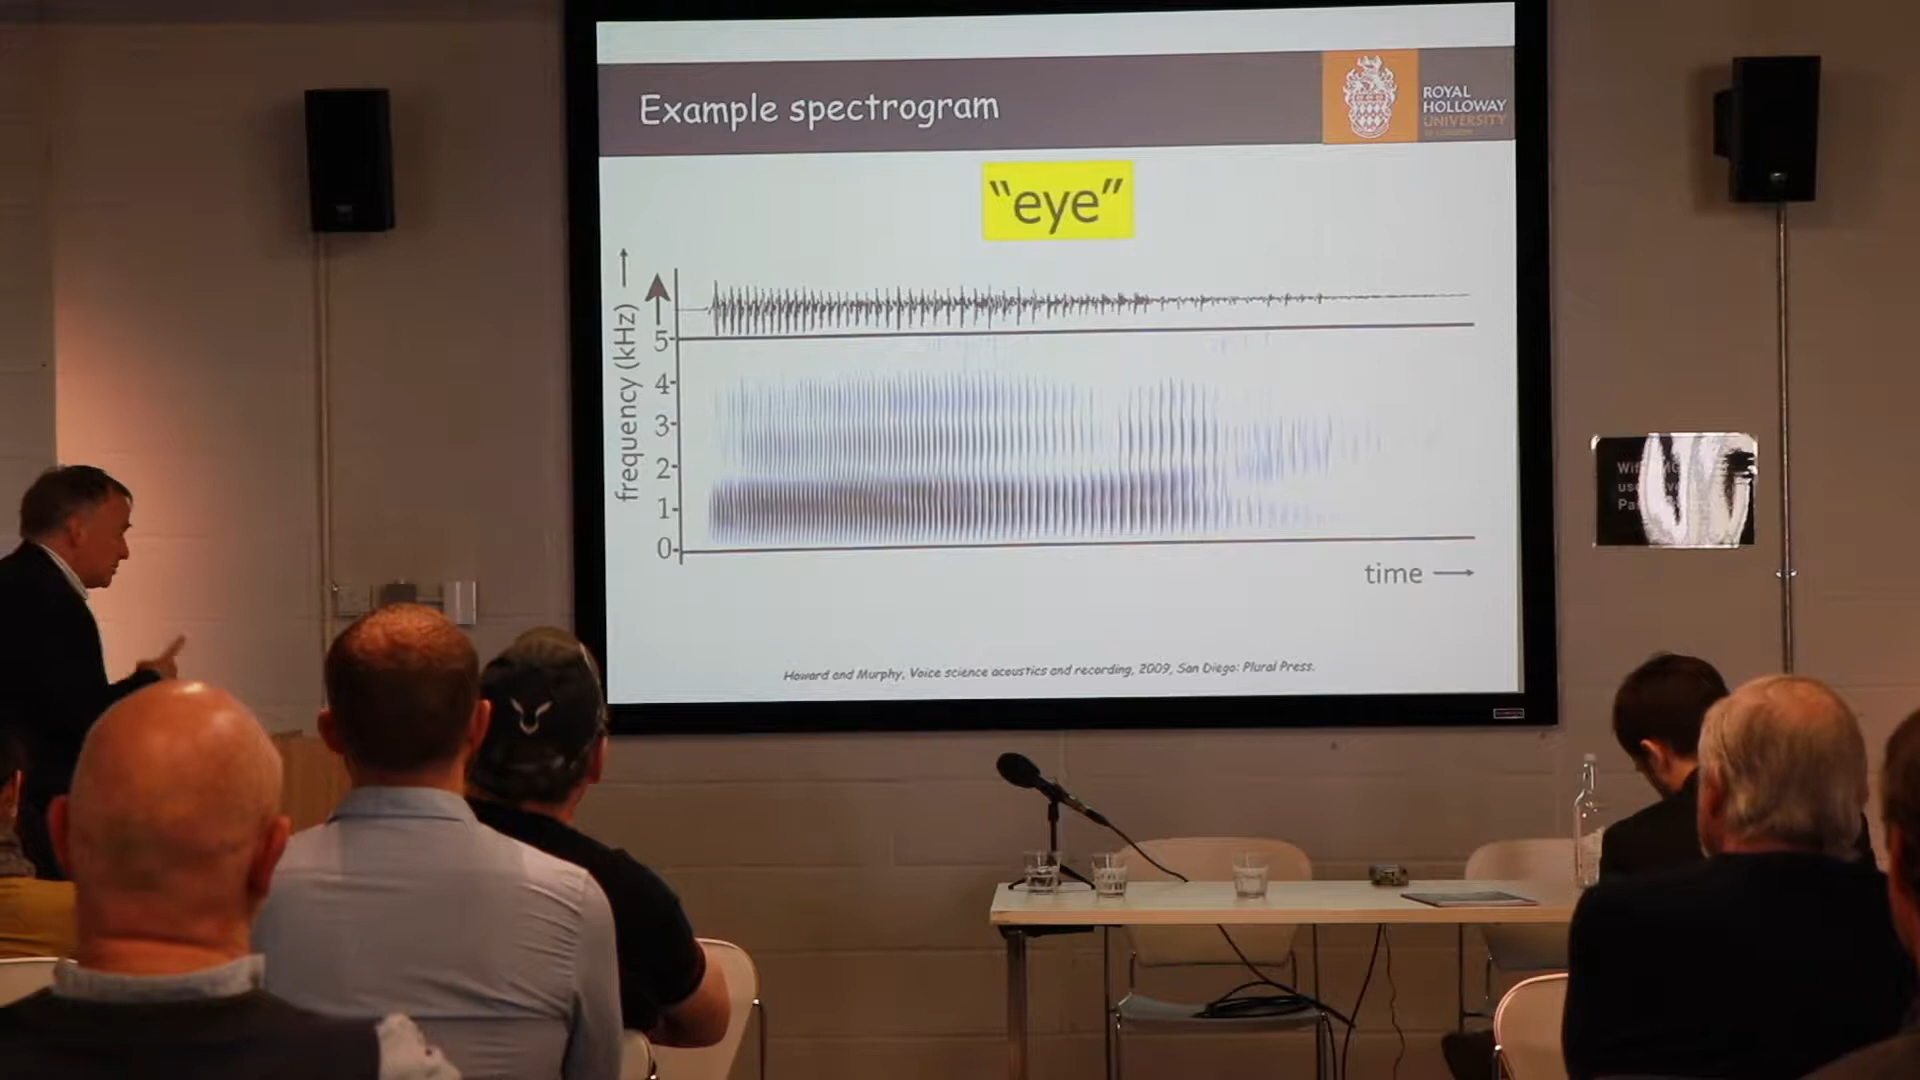 Example spectrogram
ROYAL
HOLLOWAY
UNIVERSITY
"eye"
frequency (kHz)
5
4
3
2
1
0
time
Howard and Murphy, Voice science acoustics and recording, 2009, San Diego: Plural Press.